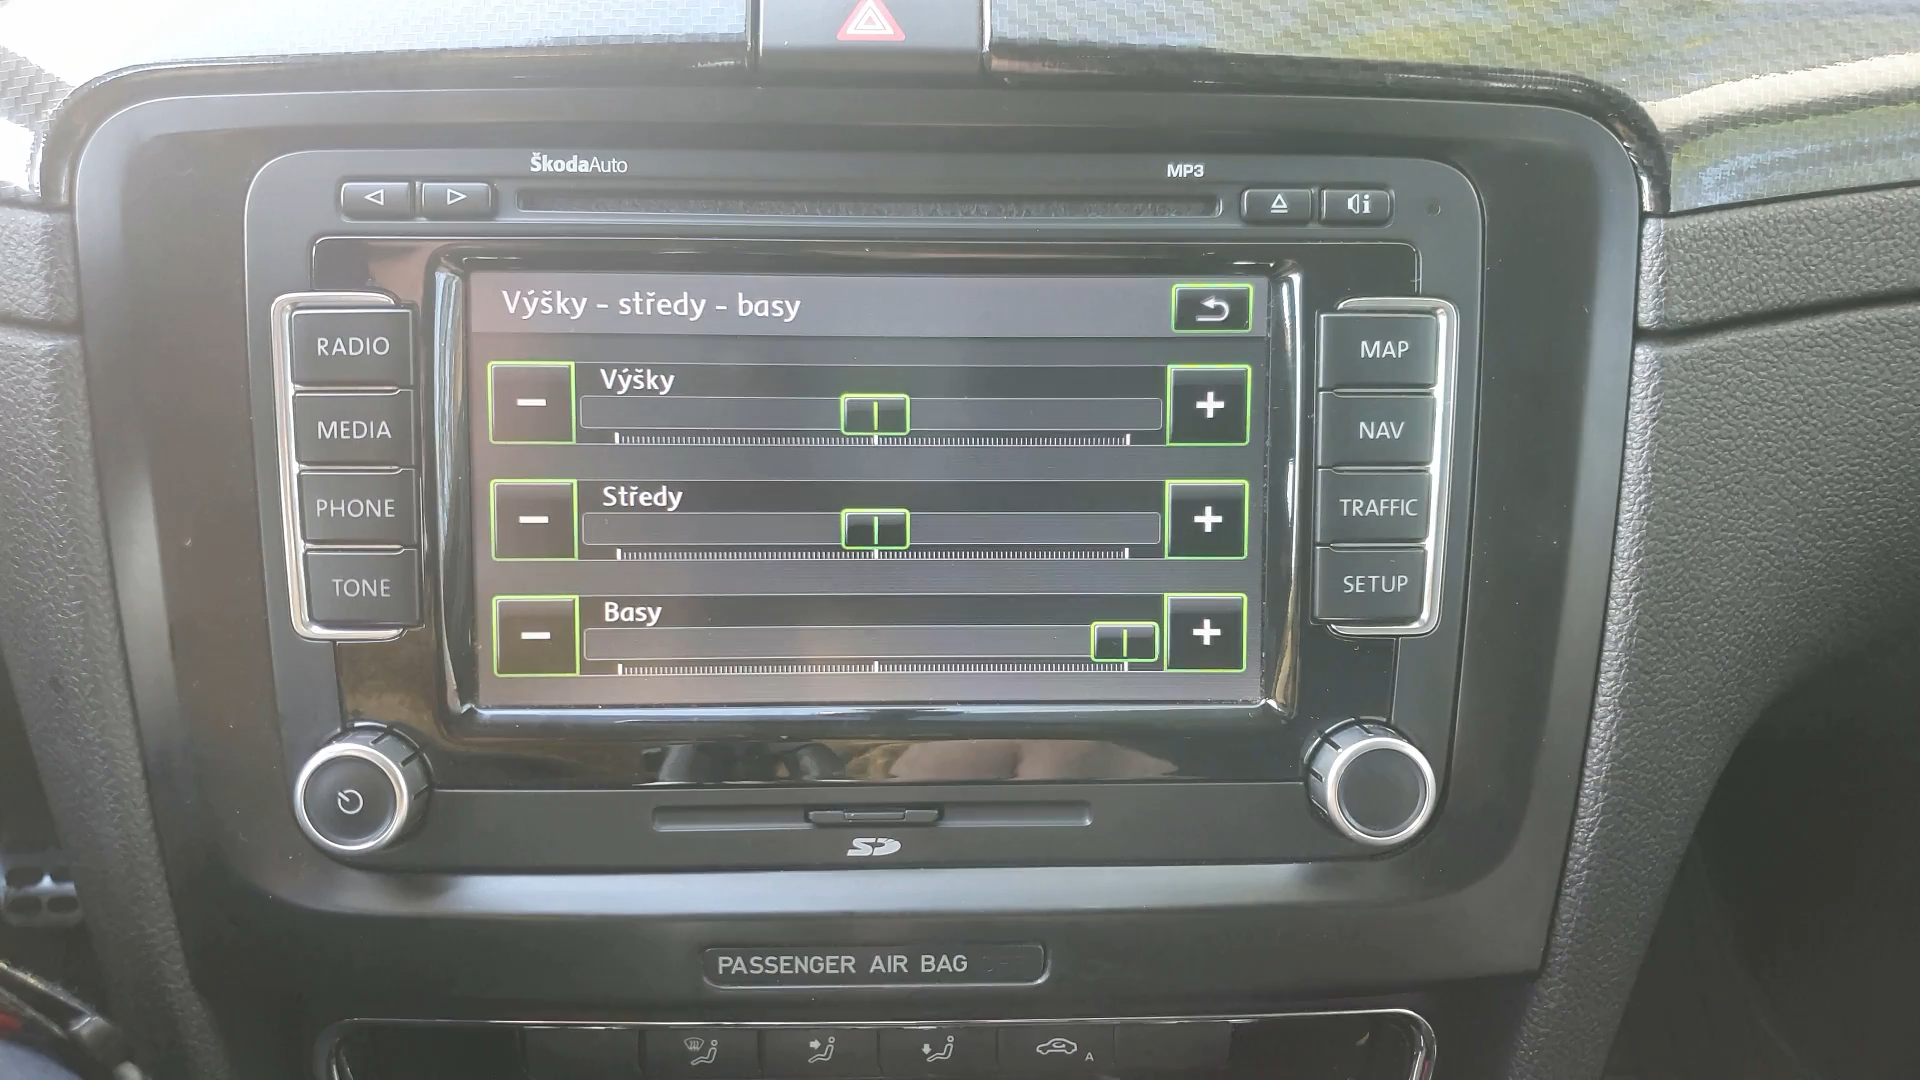 ŠkodaAuto
MP3
Výšky - středy - basy
Výšky
Středy
Basy
RADIO
MEDIA
PHONE
TONE
MAP
NAV
TRAFFIC
SETUP
SD
PASSENGER AIR BAG
A